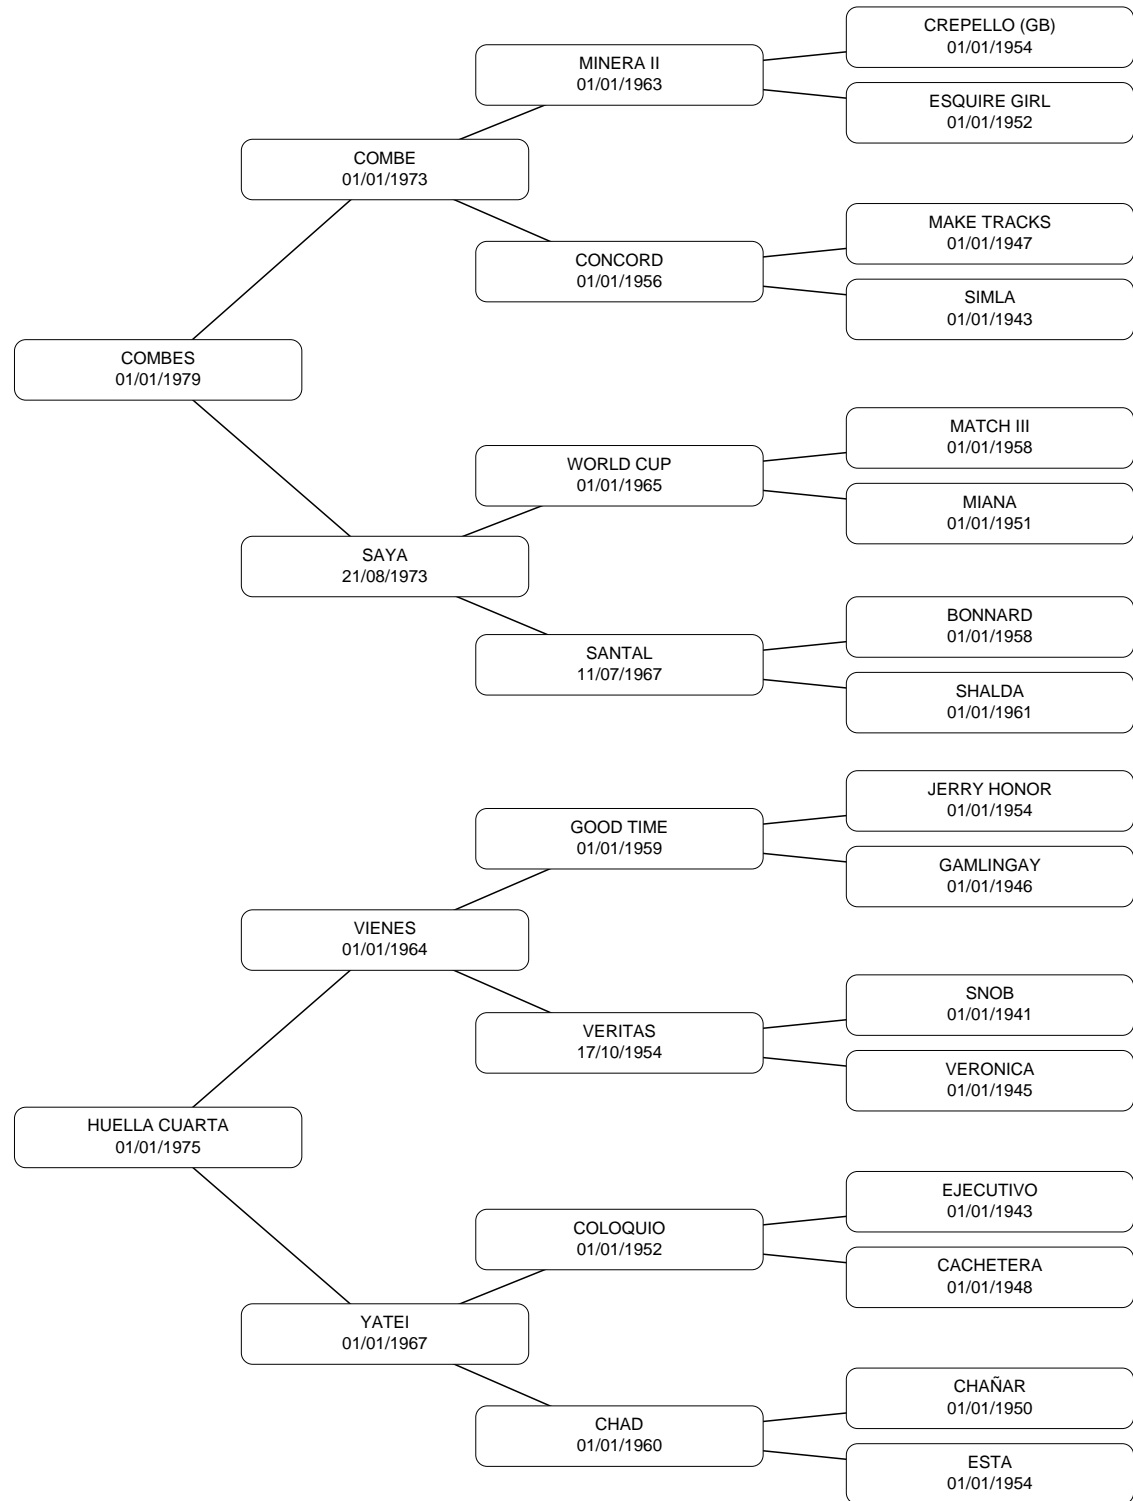 CREPELLO (GB)
01/01/1954
MINERA II
01/01/1963
ESQUIRE GIRL
01/01/1952
COMBE
01/01/1973
MAKE TRACKS
01/01/1947
CONCORD
01/01/1956
SIMLA
01/01/1943
COMBES
01/01/1979
MATCH III
01/01/1958
WORLD CUP
01/01/1965
MIANA
01/01/1951
SAYA
21/08/1973
BONNARD
01/01/1958
SANTAL
11/07/1967
SHALDA
01/01/1961
JERRY HONOR
01/01/1954
GOOD TIME
01/01/1959
GAMLINGAY
01/01/1946
VIENES
01/01/1964
SNOB
01/01/1941
VERITAS
17/10/1954
VERONICA
01/01/1945
HUELLA CUARTA
01/01/1975
EJECUTIVO
01/01/1943
COLOQUIO
01/01/1952
CACHETERA
01/01/1948
YATEI
01/01/1967
CHAÑAR
01/01/1950
CHAD
01/01/1960
ESTA
01/01/1954